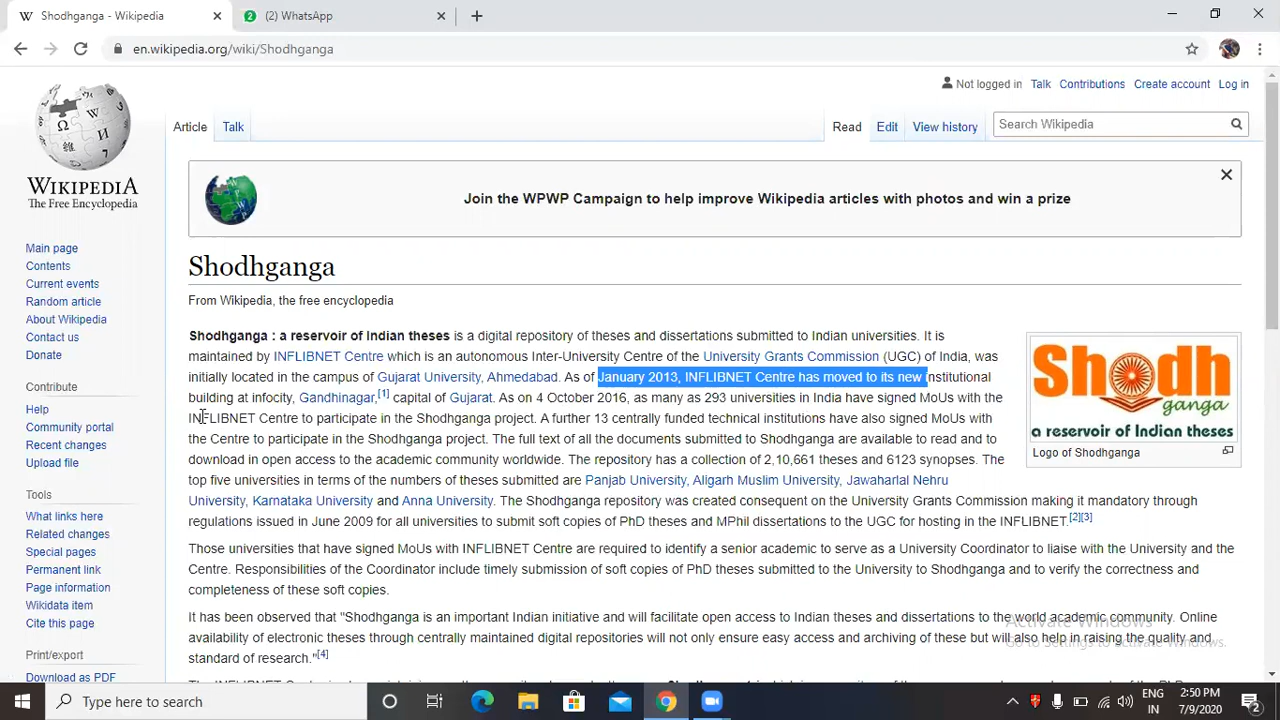 Shodhganga - Wikipedia
(2) WhatsApp
en.wikipedia.org/wiki/Shodhganga
Not logged in Talk Contributions Create account Log in
WIKIPEDIA
The Free Encyclopedia
Article Talk
Read Edit View history
Search Wikipedia
Join the WPWP Campaign to help improve Wikipedia articles with photos and win a prize
Shodhganga
From Wikipedia, the free encyclopedia
Shodhganga : a reservoir of Indian theses is a digital repository of theses and dissertations submitted to Indian universities. It is
maintained by INFLIBNET Centre which is an autonomous Inter-University Centre of the University Grants Commission (UGC) of India, was
initially located in the campus of Gujarat University, Ahmedabad. As of January 2013, INFLIBNET Centre has moved to its new institutional
building at infocity, Gandhinagar,[1] capital of Gujarat. As on 4 October 2016, as many as 293 universities in India have signed MoUs with the
INFLIBNET Centre to participate in the Shodhganga project. A further 13 centrally funded technical institutions have also signed MoUs with
the Centre to participate in the Shodhganga project. The full text of all the documents submitted to Shodhganga are available to read and to
download in open access to the academic community worldwide. The repository has a collection of 2,10,661 theses and 6123 synopses. The
top five universities in terms of the numbers of theses submitted are Panjab University, Aligarh Muslim University, Jawaharlal Nehru
University, Karnataka University and Anna University. The Shodhganga repository was created consequent on the University Grants Commission making it mandatory through
regulations issued in June 2009 for all universities to submit soft copies of PhD theses and MPhil dissertations to the UGC for hosting in the INFLIBNET.[2][3]
Those universities that have signed MoUs with INFLIBNET Centre are required to identify a senior academic to serve as a University Coordinator to liaise with the University and the
Centre. Responsibilities of the Coordinator include timely submission of soft copies of PhD theses submitted to the University to Shodhganga and to verify the correctness and
completeness of these soft copies.
It has been observed that "Shodhganga is an important Indian initiative and will facilitate open access to Indian theses and dissertations to the world academic community. Online
availability of electronic theses through centrally maintained digital repositories will not only ensure easy access and archiving of these but will also help in raising the quality and
standard of research."[4]
Shodh
ganga
a reservoir of Indian theses
Logo of Shodhganga
Main page
Contents
Current events
Random article
About Wikipedia
Contact us
Donate
Contribute
Help
Community portal
Recent changes
Upload file
Tools
What links here
Related changes
Special pages
Permanent link
Page information
Wikidata item
Cite this page
Print/export
Download as PDF
Activate Windows
Go to Settings to activate Windows.
Type here to search
ENG
IN
2:50 PM
7/9/2020
2